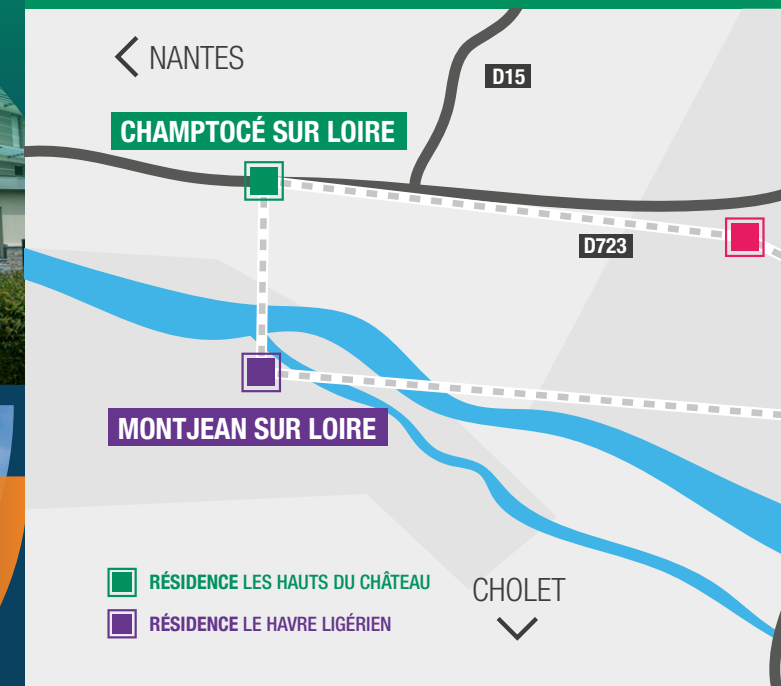 NANTES
D15
CHAMPTOCÉ SUR LOIRE
D723
MONTJEAN SUR LOIRE
RÉSIDENCE LES HAUTS DU CHÂTEAU
CHOLET
RÉSIDENCE LE HAVRE LIGÉRIEN